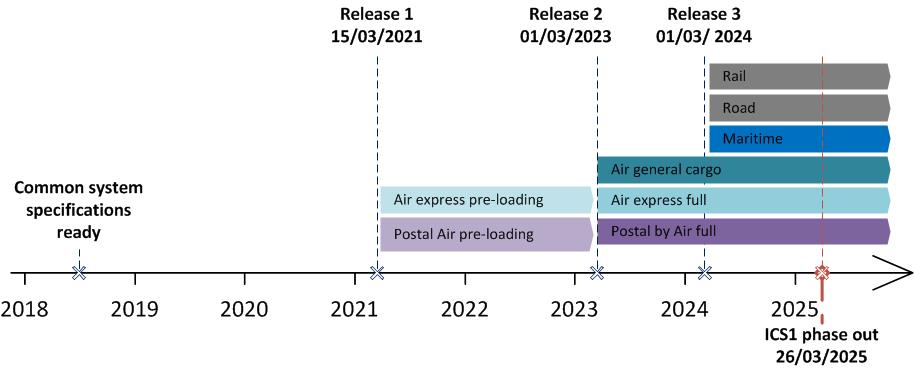 Release 1
15/03/2021
Release 2
01/03/2023
Release 3
01/03/ 2024
Rail
Road
Maritime
Air general cargo
Air express pre-loading
Air express full
Postal Air pre-loading
Postal by Air full
Common system
specifications
ready
2018
2019
2020
2021
2022
2023
2024
2025
ICS1 phase out
26/03/2025